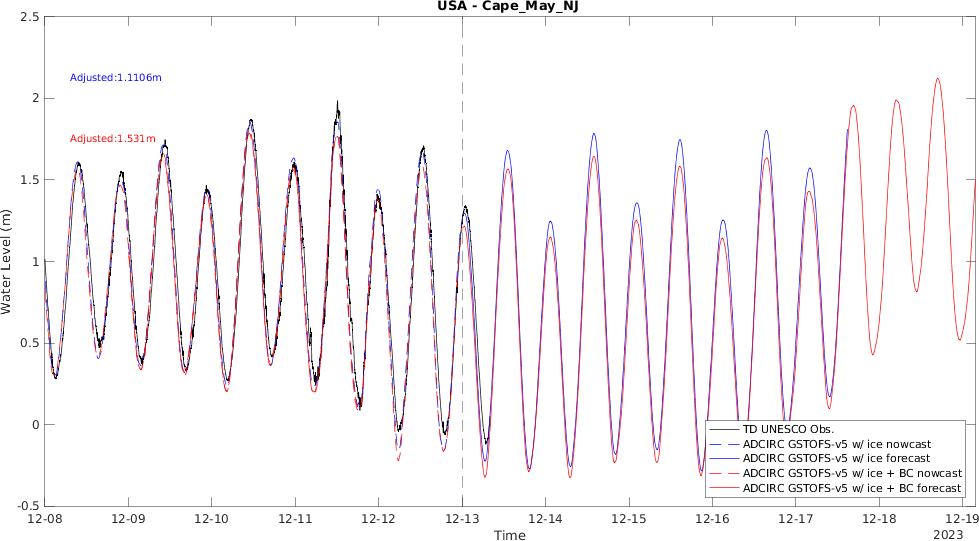 USA - Cape_May_NJ
2.5
2
1.5
1
0.5
0
-0.5
Water Level (m)
Adjusted:1.1106m
Adjusted:1.531m
TD UNESCO Obs.
ADCIRC GSTOFS-v5 w/ ice nowcast
ADCIRC GSTOFS-v5 w/ ice forecast
ADCIRC GSTOFS-v5 w/ ice + BC nowcast
ADCIRC GSTOFS-v5 w/ ice + BC forecast
12-08 12-09 12-10 12-11 12-12 12-13 12-14 12-15 12-16 12-17 12-18 12-19
Time
2023